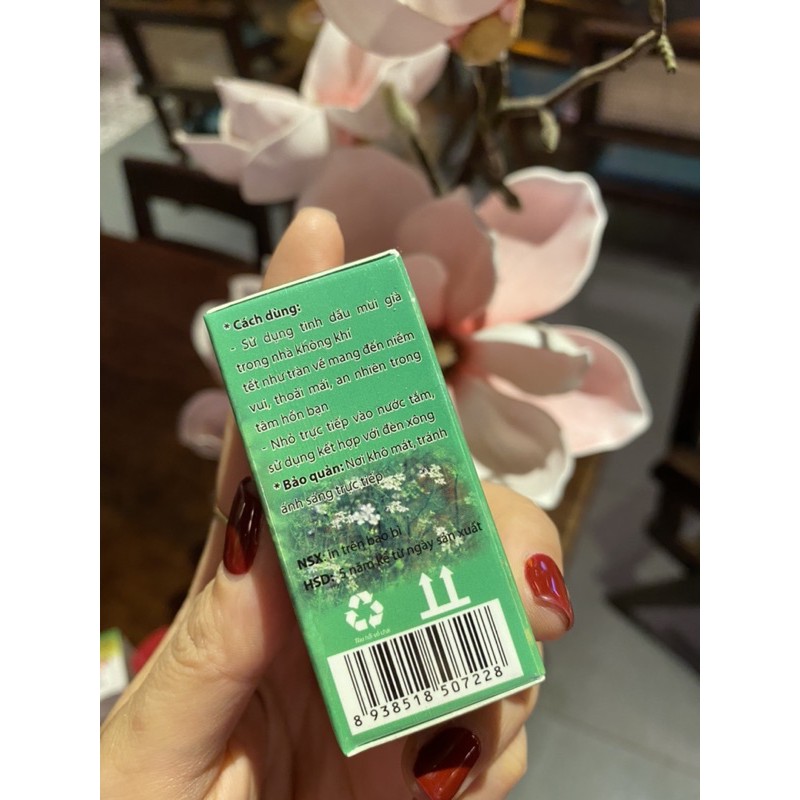 * Cách dùng:
- Sử dụng tinh dầu mùi già
trong nhà không khí
tết như tràn về mang đến niềm
vui, thoải mái, an nhiên trong
tâm hồn bạn
- Nhỏ trực tiếp vào nước tắm,
sử dụng kết hợp với đèn xông
* Bảo quản: Nơi khô mát, tránh
ánh sáng trực tiếp
NSX: in trên bao bì
HSD: 5 năm kể từ ngày sản xuất
8 938518 507228